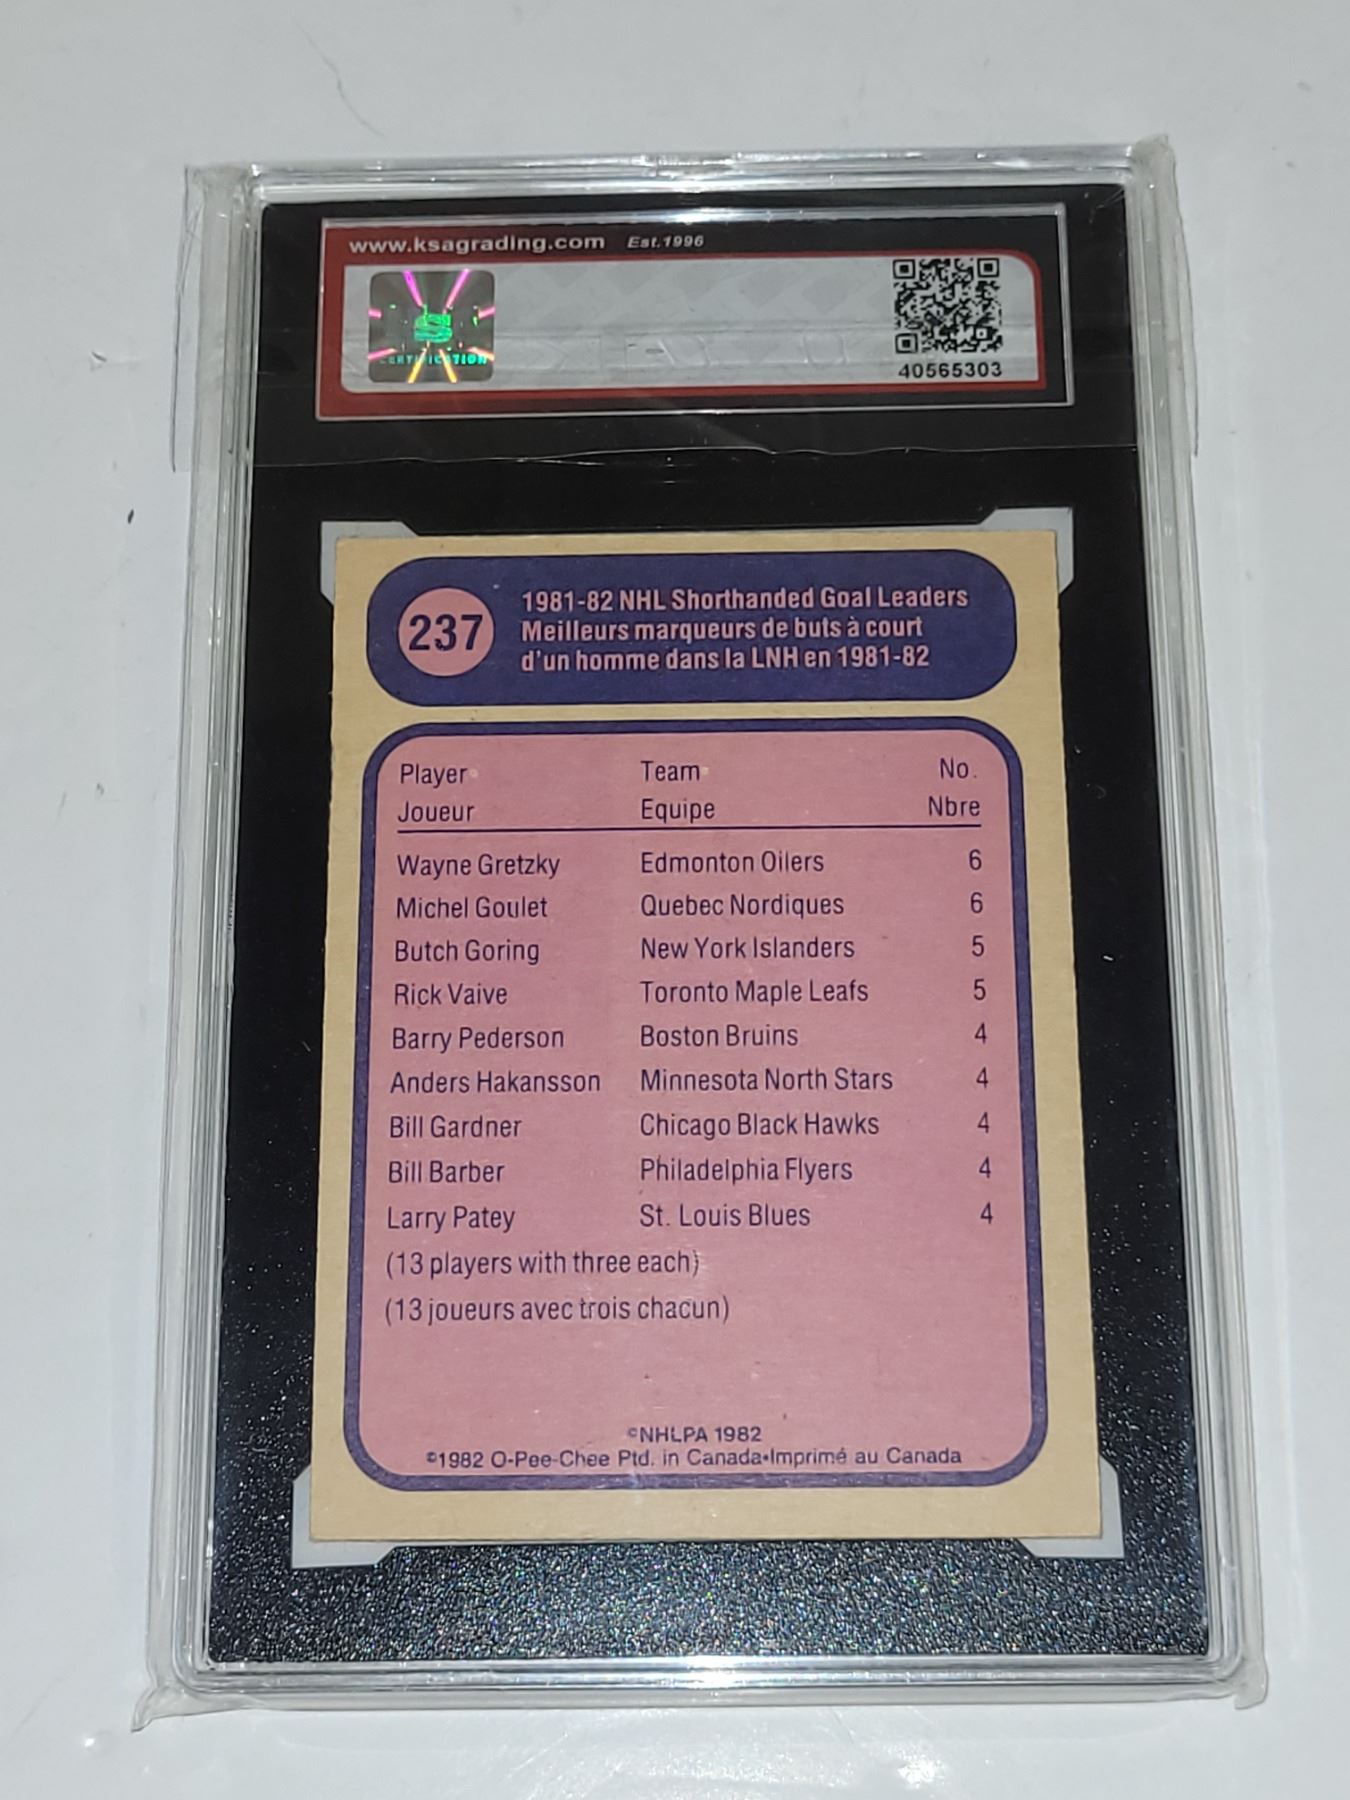 www.ksagrading.com Est.1996
CERTIFICATION
40565303
237
1981-82 NHL Shorthanded Goal Leaders
Meilleurs marqueurs de buts à court
d'un homme dans la LNH en 1981-82
Player Team No.
Joueur Equipe Nbre
Wayne Gretzky Edmonton Oilers 6
Michel Goulet Quebec Nordiques 6
Butch Goring New York Islanders 5
Rick Vaive Toronto Maple Leafs 5
Barry Pederson Boston Bruins 4
Anders Hakansson Minnesota North Stars 4
Bill Gardner Chicago Black Hawks 4
Bill Barber Philadelphia Flyers 4
Larry Patey St. Louis Blues 4
(13 players with three each)
(13 joueurs avec trois chacun)
©NHLPA 1982
©1982 O-Pee-Chee Ptd. in Canada•Imprimé au Canada